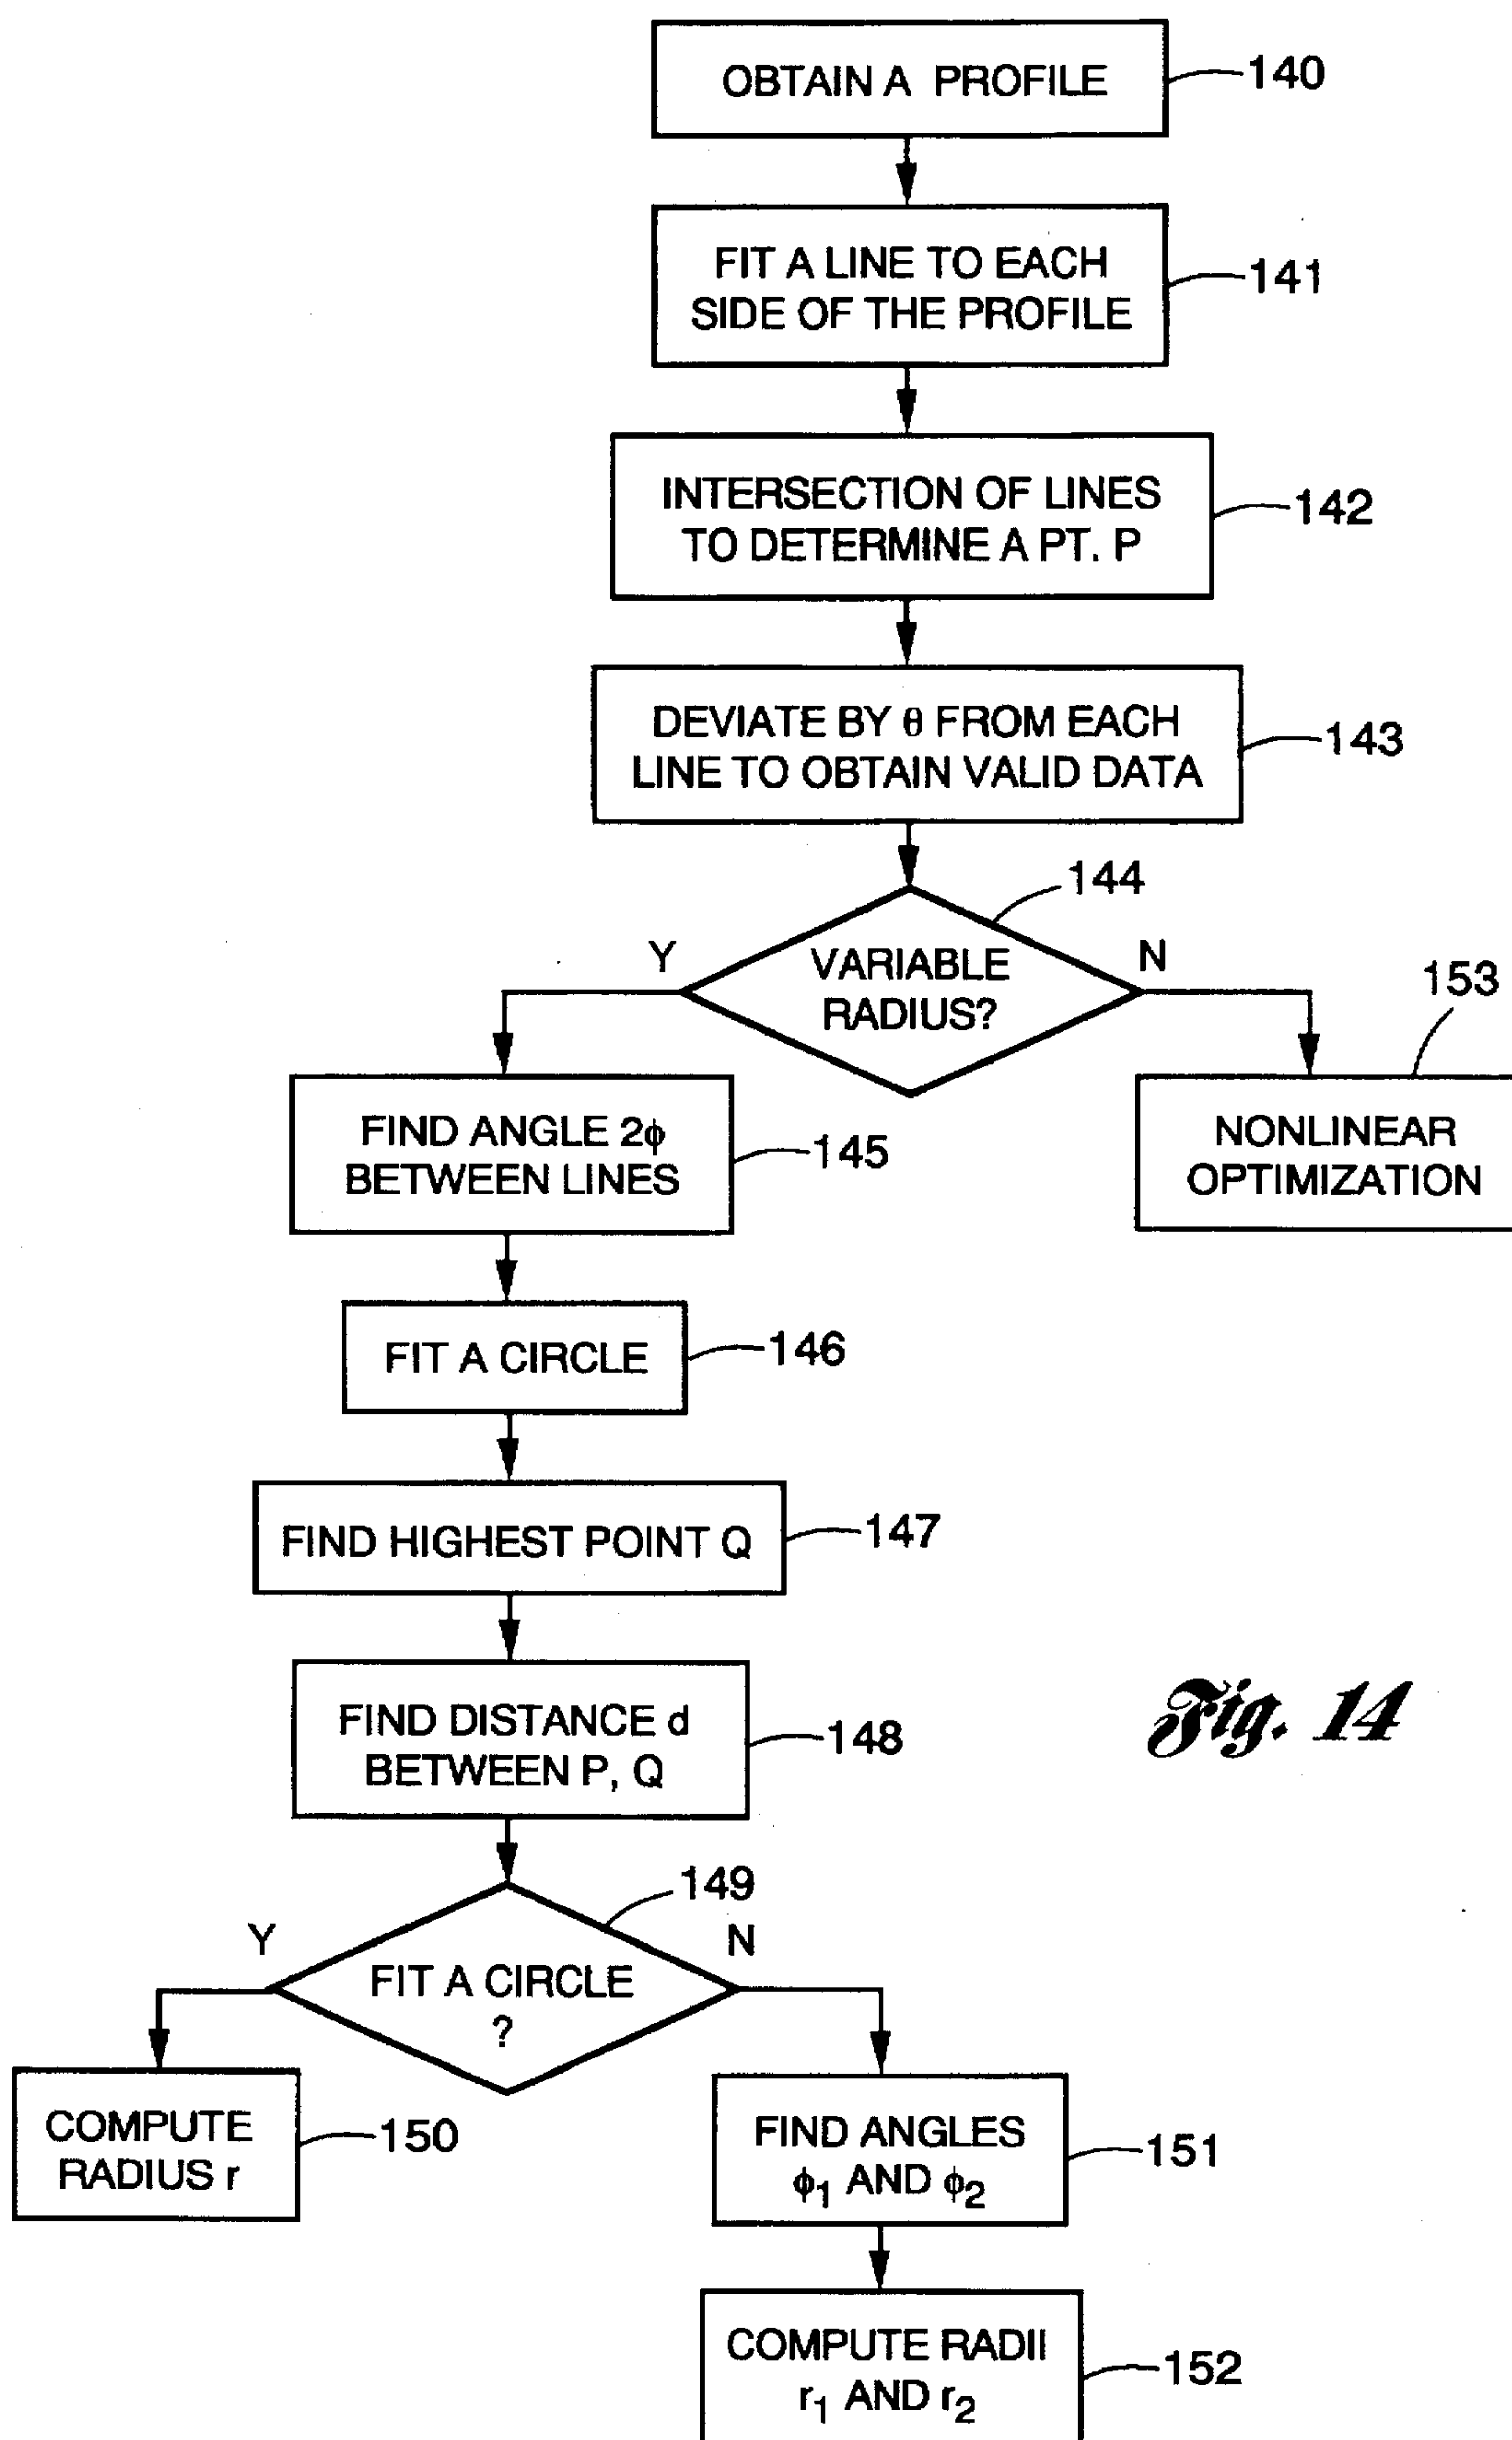 OBTAIN A PROFILE
140
FIT A LINE TO EACH
SIDE OF THE PROFILE
141
INTERSECTION OF LINES
TO DETERMINE A PT. P
142
DEVIATE BY θ FROM EACH
LINE TO OBTAIN VALID DATA
143
144
Y
VARIABLE
RADIUS?
N
153
FIND ANGLE 2ϕ
BETWEEN LINES
145
NONLINEAR
OPTIMIZATION
FIT A CIRCLE
146
FIND HIGHEST POINT Q
147
FIND DISTANCE d
BETWEEN P, Q
148
Fig. 14
149
Y
FIT A CIRCLE
?
N
COMPUTE
RADIUS r
150
FIND ANGLES
ϕ1 AND ϕ2
151
COMPUTE RADII
r1 AND r2
152